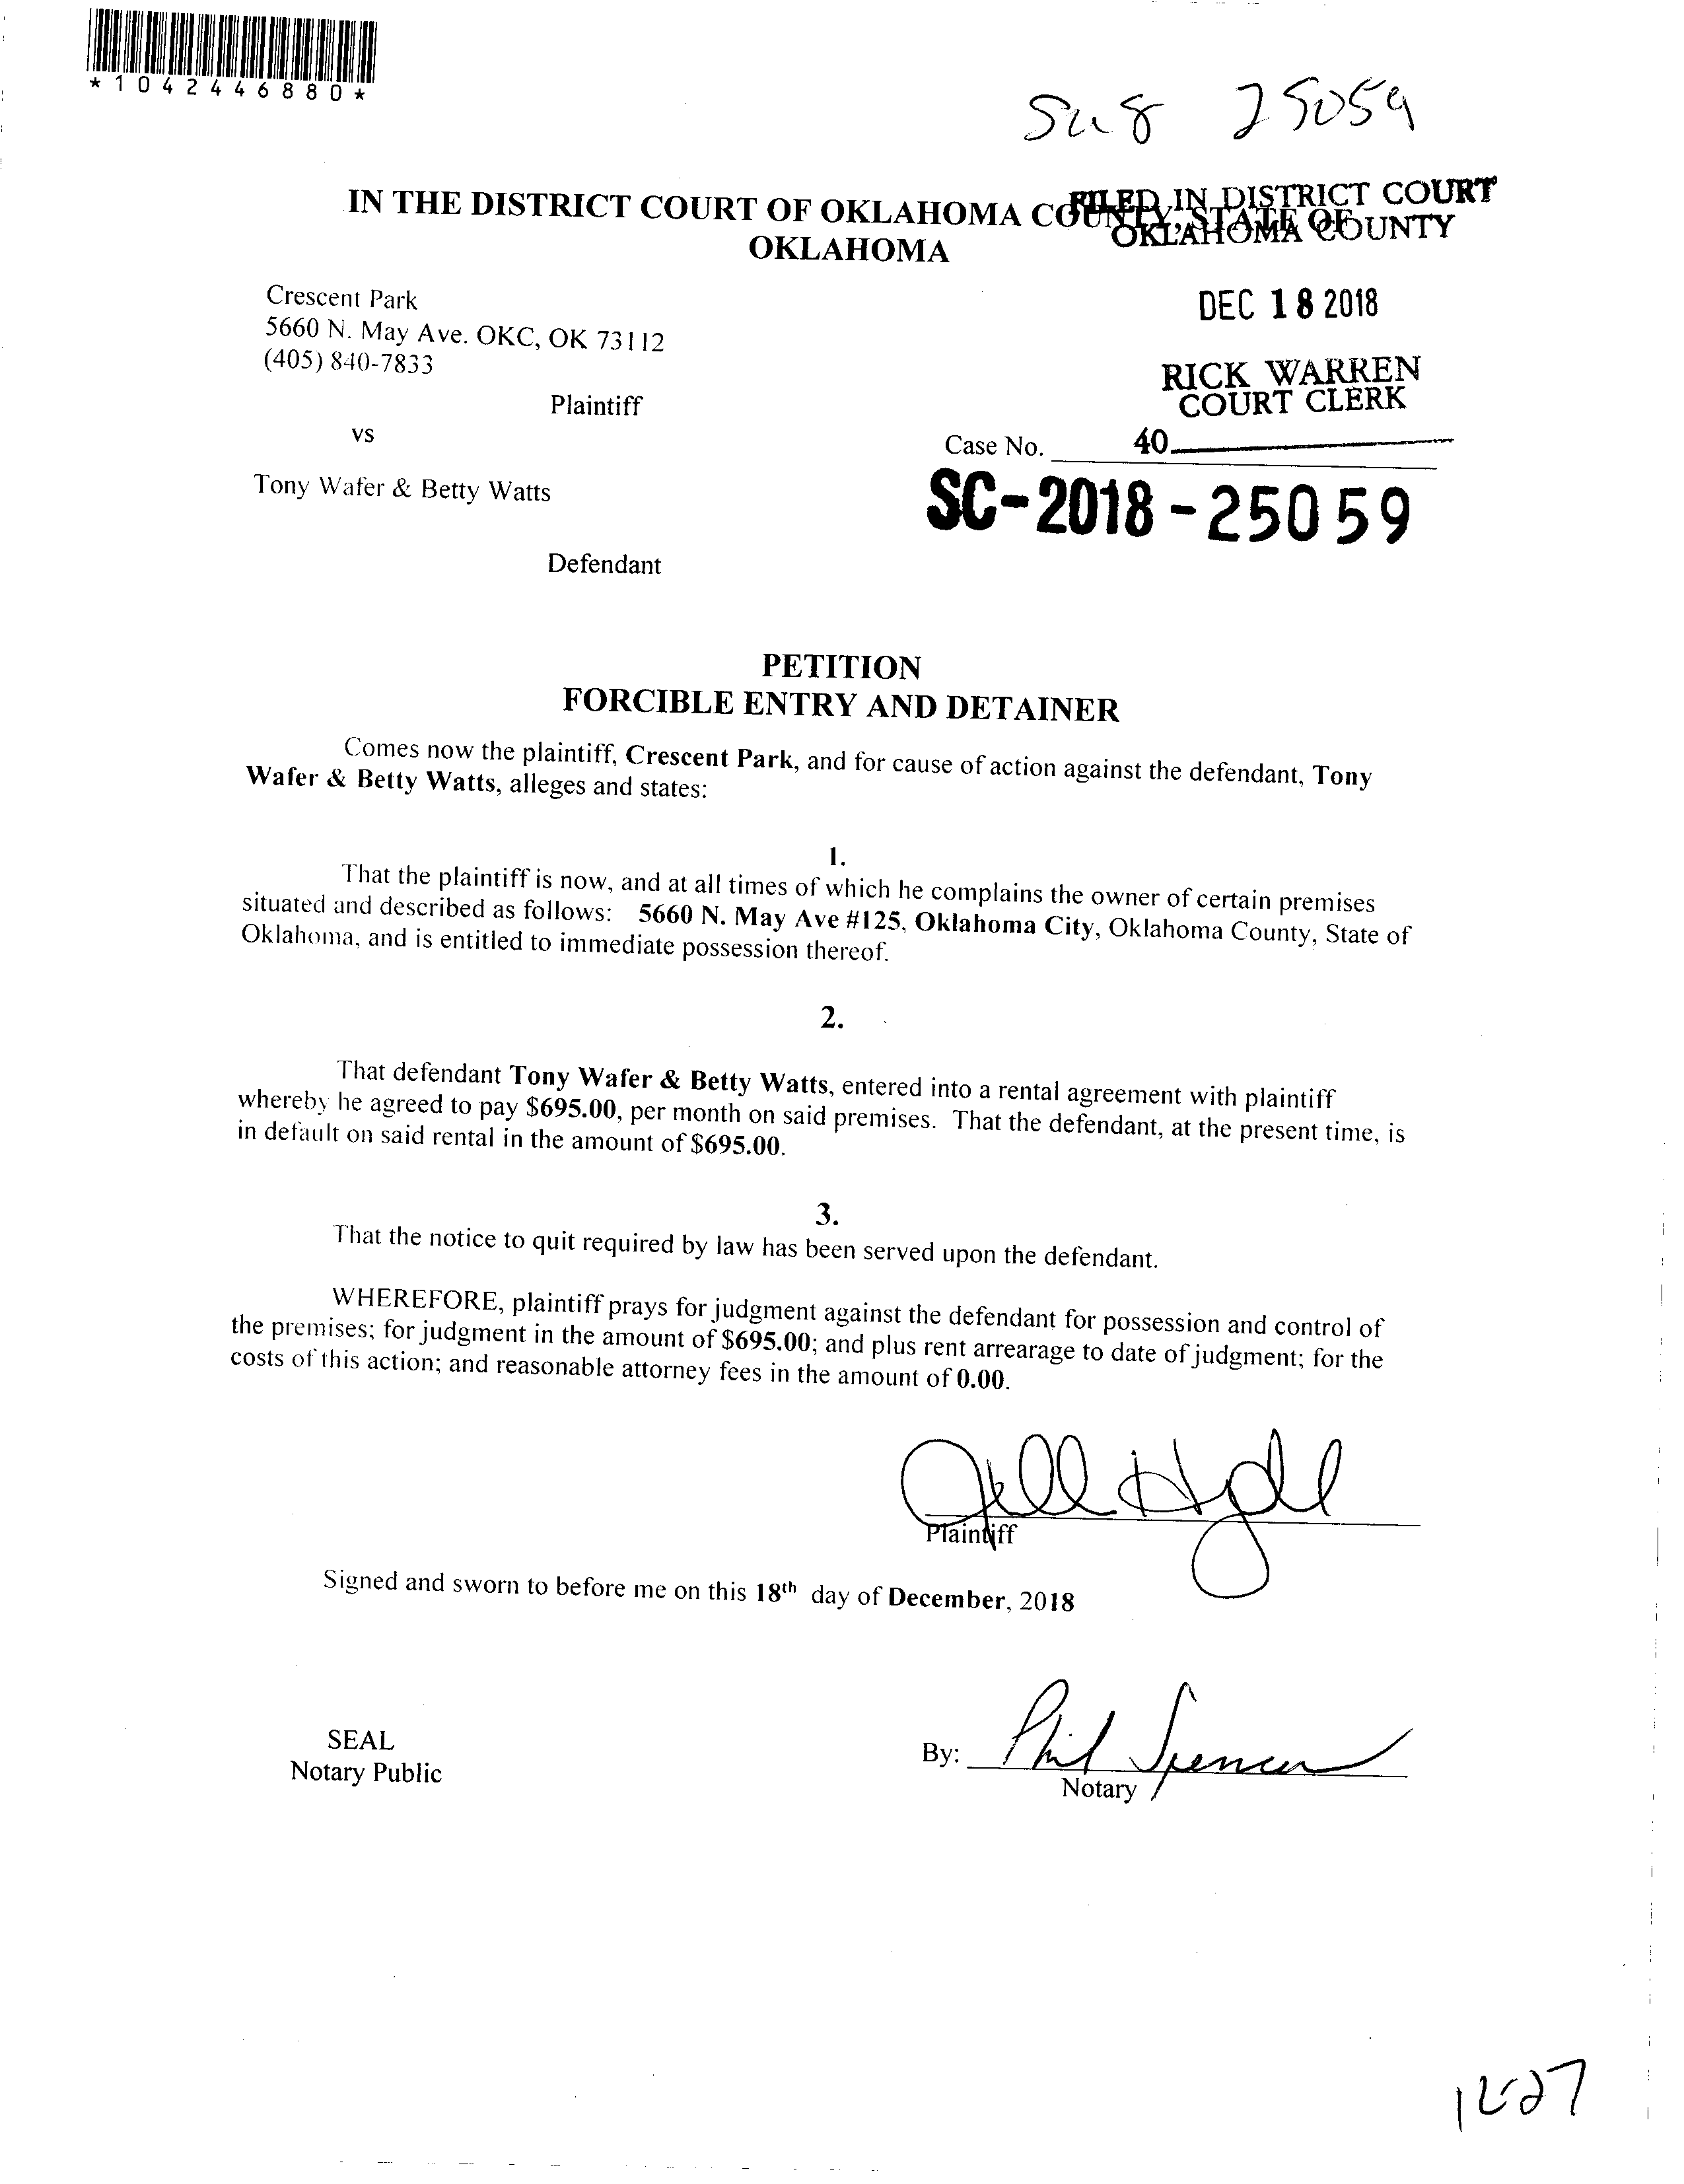 *1042446880*
25059
IN THE DISTRICT COURT OF OKLAHOMA COUNTY, STATE OF
OKLAHOMA
FILED IN DISTRICT COURT
OKLAHOMA COUNTY
DEC 18 2018
RICK WARREN
COURT CLERK
40
Crescent Park
5660 N. May Ave. OKC, OK 73112
(405) 840-7833
Plaintiff
vs
Case No.
SC-2018-25059
Tony Wafer & Betty Watts
Defendant
PETITION
FORCIBLE ENTRY AND DETAINER
Comes now the plaintiff, Crescent Park, and for cause of action against the defendant, Tony
Wafer & Betty Watts, alleges and states:
1.
That the plaintiff is now, and at all times of which he complains the owner of certain premises
situated and described as follows: 5660 N. May Ave #125, Oklahoma City, Oklahoma County, State of
Oklahoma, and is entitled to immediate possession thereof.
2.
That defendant Tony Wafer & Betty Watts, entered into a rental agreement with plaintiff
whereby he agreed to pay $695.00, per month on said premises. That the defendant, at the present time, is
in default on said rental in the amount of $695.00.
3.
That the notice to quit required by law has been served upon the defendant.
WHEREFORE, plaintiff prays for judgment against the defendant for possession and control of
the premises; for judgment in the amount of $695.00; and plus rent arrearage to date of judgment; for the
costs of this action; and reasonable attorney fees in the amount of 0.00.
Plaintiff
Signed and sworn to before me on this 18th day of December, 2018
SEAL
Notary Public
By: Phil Spencer
Notary